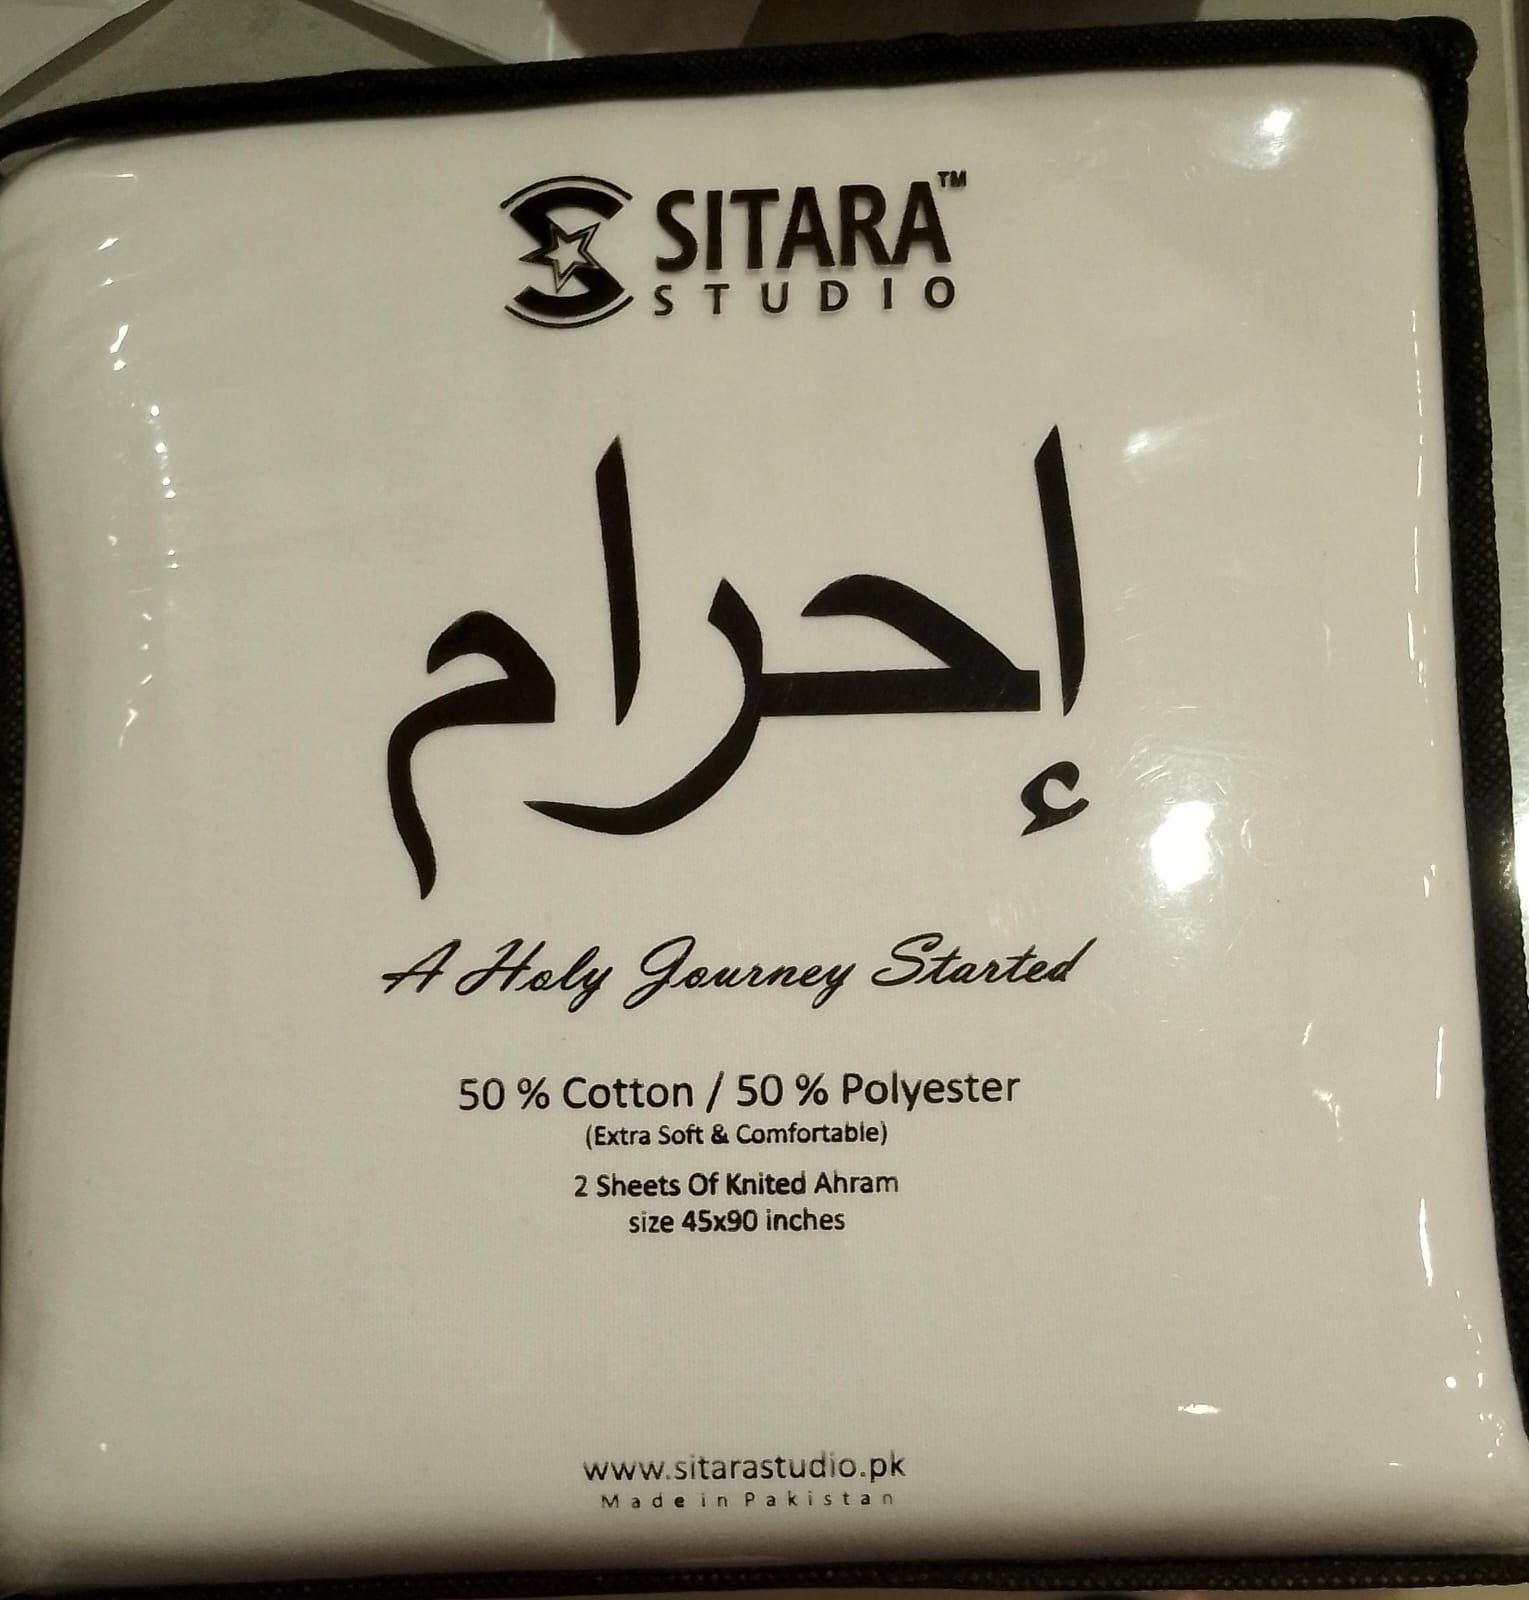 SITARA™
STUDIO
إحرام
A Holy Journey Started
50 % Cotton / 50 % Polyester
(Extra Soft & Comfortable)
2 Sheets Of Knited Ahram
size 45x90 inches
www.sitarastudio.pk
Made in Pakistan